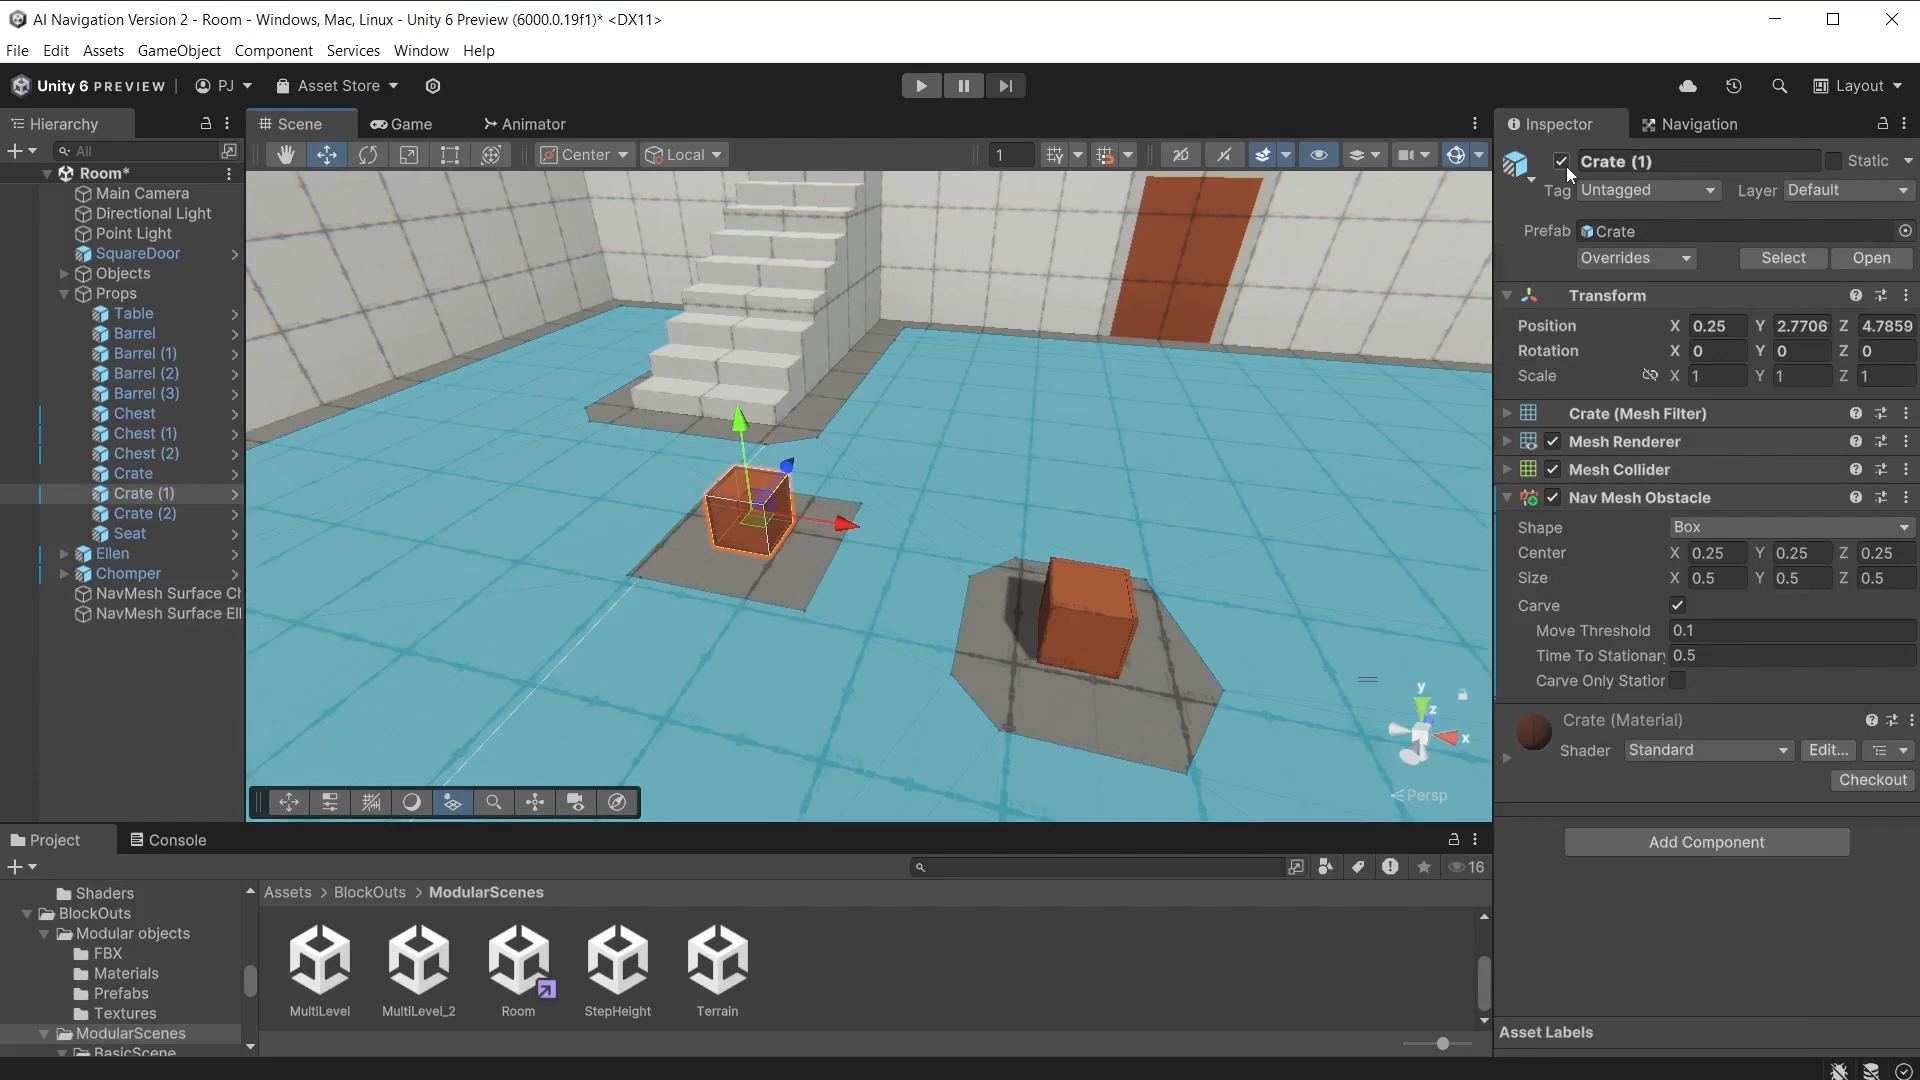 AI Navigation Version 2 - Room - Windows, Mac, Linux - Unity 6 Preview (6000.0.19f1)* <DX11>
File Edit Assets GameObject Component Services Window Help
Unity 6 PREVIEW PJ Asset Store Layout
Hierarchy Scene Game Animator Inspector Navigation
All Center Local 1 2D Crate (1) Static
Room*
Main Camera
Directional Light
Point Light
SquareDoor
Objects
Props
Table
Barrel
Barrel (1)
Barrel (2)
Barrel (3)
Chest
Chest (1)
Chest (2)
Crate
Crate (1)
Crate (2)
Seat
Ellen
Chomper
NavMesh Surface Cl
NavMesh Surface Ell
y
z
x
Persp
Tag Untagged Layer Default
Prefab Crate
Overrides Select Open
Transform
Position X 0.25 Y 2.7706 Z 4.7859
Rotation X 0 Y 0 Z 0
Scale X 1 Y 1 Z 1
Crate (Mesh Filter)
Mesh Renderer
Mesh Collider
Nav Mesh Obstacle
Shape Box
Center X 0.25 Y 0.25 Z 0.25
Size X 0.5 Y 0.5 Z 0.5
Carve
Move Threshold 0.1
Time To Stationar 0.5
Carve Only Statior
Crate (Material)
Shader Standard Edit...
Checkout
Add Component
Asset Labels
Project Console
16
Shaders
BlockOuts
Modular objects
FBX
Materials
Prefabs
Textures
ModularScenes
BasicScene
Assets > BlockOuts > ModularScenes
MultiLevel MultiLevel_2 Room StepHeight Terrain